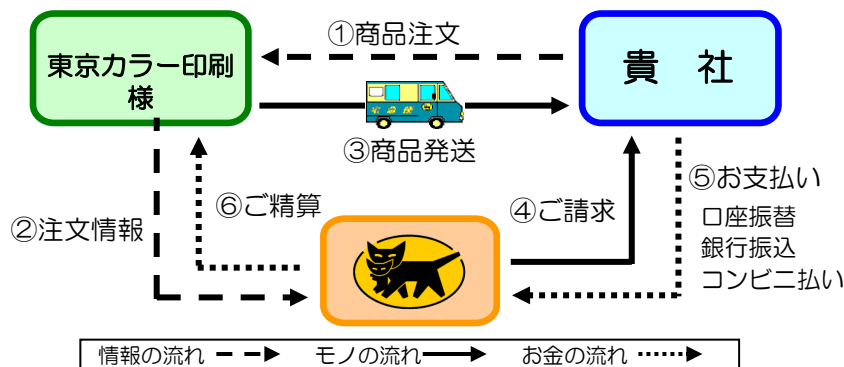 ①商品注文
東京カラー印刷
様
貴 社
③商品発送
②注文情報
⑥ご精算
④ご請求
⑤お支払い
口座振替
銀行振込
コンビニ払い
情報の流れ
モノの流れ
お金の流れ